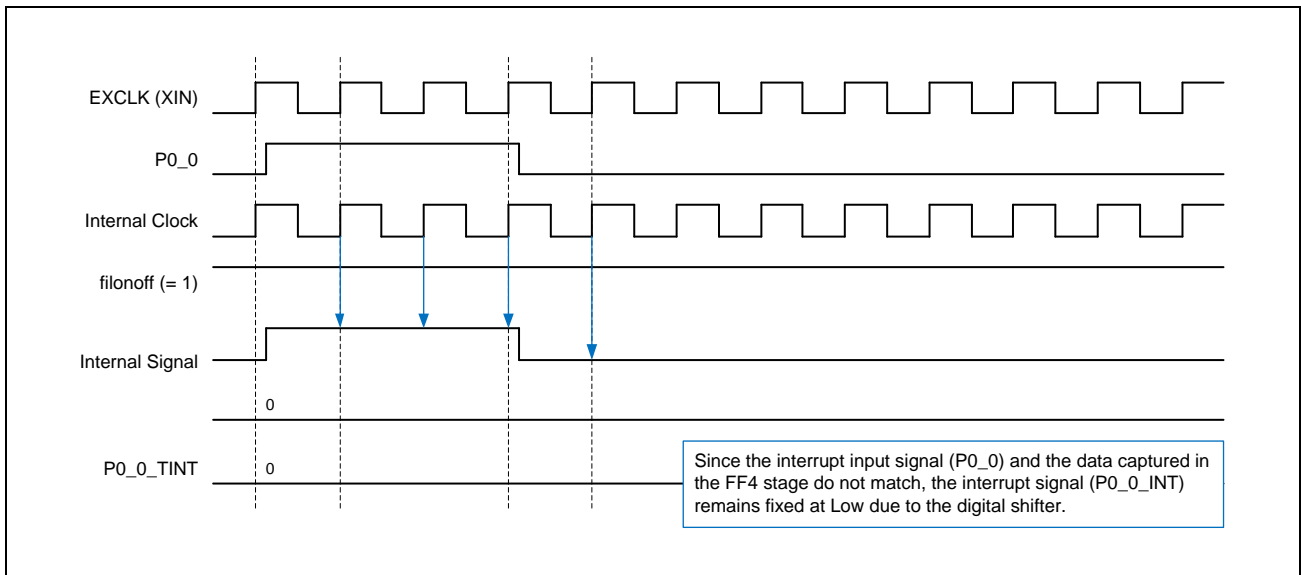 EXCLK (XIN)
P0_0
Internal Clock
filonoff (= 1)
Internal Signal
0
P0_0_TINT
0
Since the interrupt input signal (P0_0) and the data captured in
the FF4 stage do not match, the interrupt signal (P0_0_INT)
remains fixed at Low due to the digital shifter.